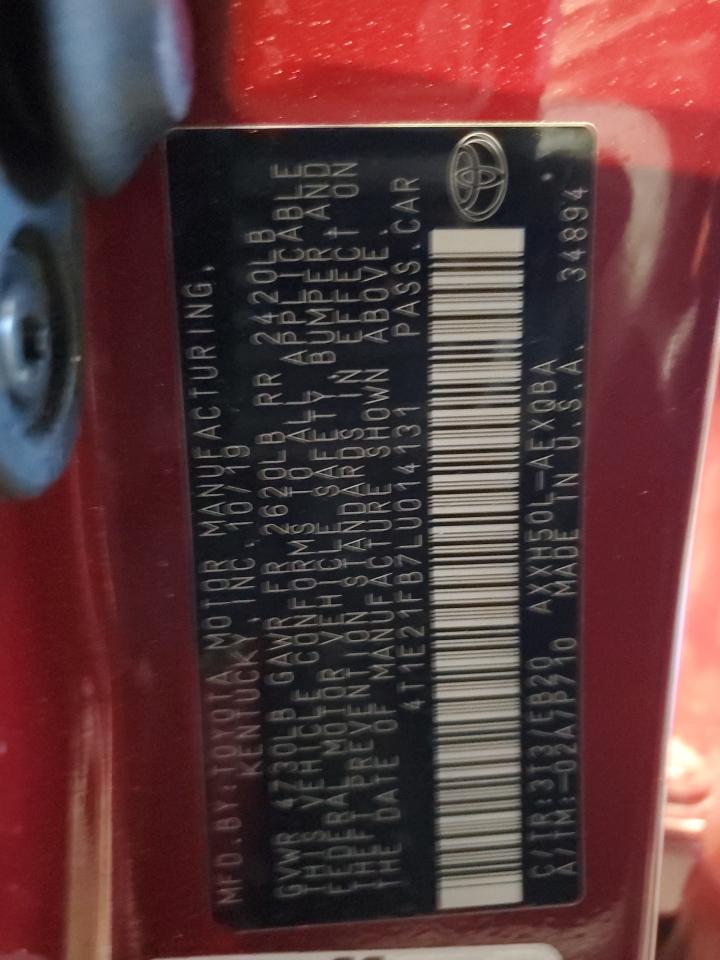 MFD.BY:TOYOTA MOTOR MANUFACTURING,
KENTUCKY, INC. 10/19
GVWR 4730LB GAWR FR 2620LB RR 2420LB
THIS VEHICLE CONFORMS TO ALL APPLICABLE
FEDERAL MOTOR VEHICLE SAFETY, BUMPER, AND
THEFT PREVENTION STANDARDS IN EFFECT ON
THE DATE OF MANUFACTURE SHOWN ABOVE.
4T1E21FB7LU014131 PASS.CAR
C/TR:3T3/EB20 AXXH50L-AEXQBA
A/TM:-02A/P710 MADE IN U.S.A. 34894